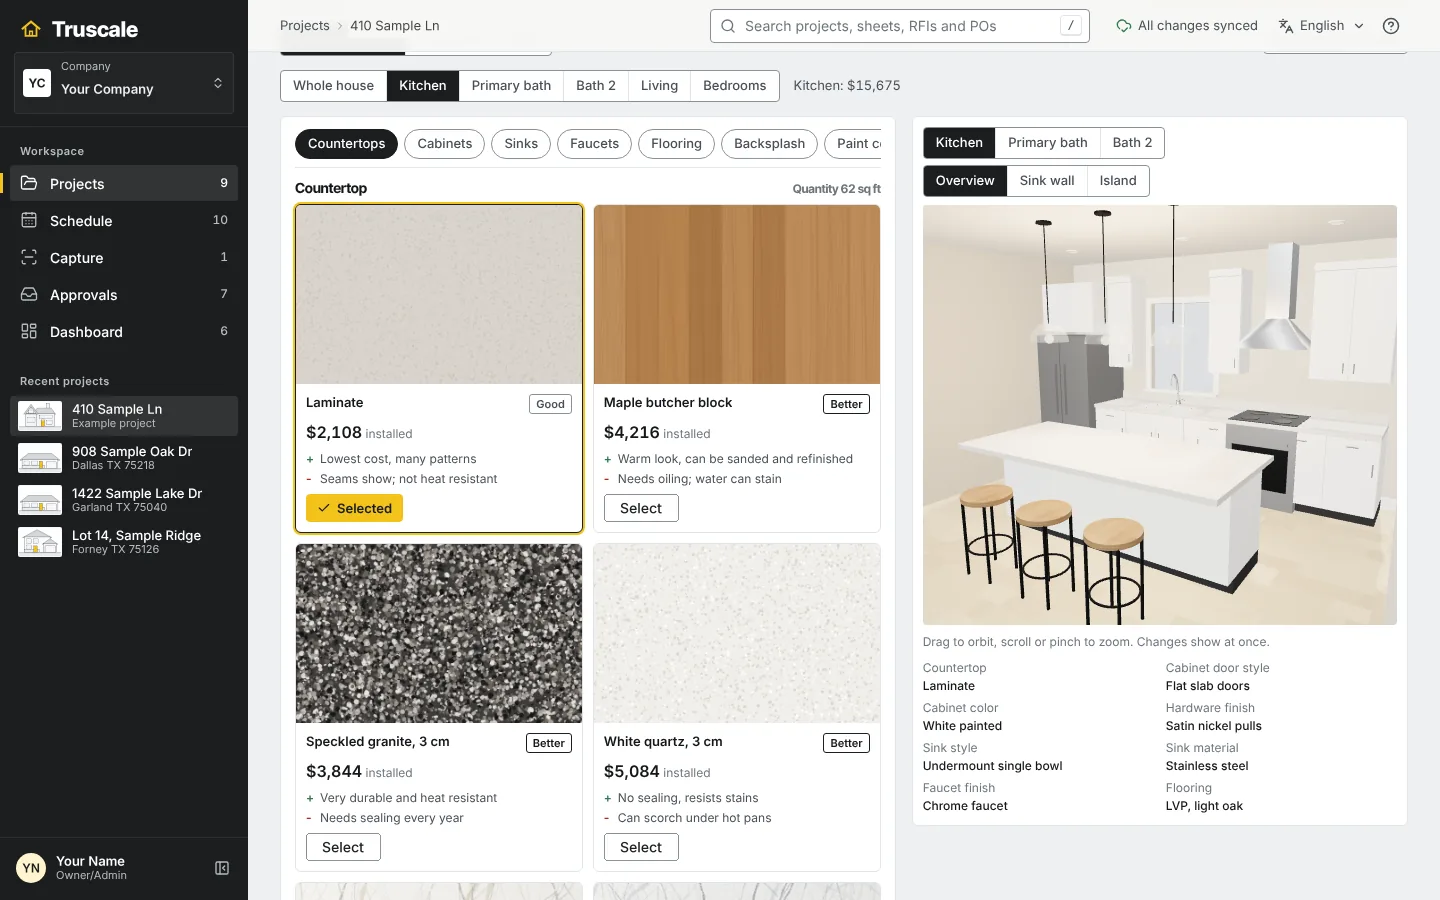 Truscale
YC
Company
Your Company
Workspace
Projects 9
Schedule 10
Capture 1
Approvals 7
Dashboard 6
Recent projects
410 Sample Ln
Example project
908 Sample Oak Dr
Dallas TX 75218
1422 Sample Lake Dr
Garland TX 75040
Lot 14, Sample Ridge
Forney TX 75126
YN
Your Name
Owner/Admin
Projects 410 Sample Ln
Search projects, sheets, RFIs and POs /
All changes synced
English
Whole house Kitchen Primary bath Bath 2 Living Bedrooms Kitchen: $15,675
Countertops Cabinets Sinks Faucets Flooring Backsplash Paint c
Countertop Quantity 62 sq ft
Laminate Good
$2,108 installed
+ Lowest cost, many patterns
- Seams show; not heat resistant
Selected
Maple butcher block Better
$4,216 installed
+ Warm look, can be sanded and refinished
- Needs oiling; water can stain
Select
Speckled granite, 3 cm Better
$3,844 installed
+ Very durable and heat resistant
- Needs sealing every year
Select
White quartz, 3 cm Better
$5,084 installed
+ No sealing, resists stains
- Can scorch under hot pans
Select
Kitchen Primary bath Bath 2
Overview Sink wall Island
Drag to orbit, scroll or pinch to zoom. Changes show at once.
Countertop
Laminate
Cabinet door style
Flat slab doors
Cabinet color
White painted
Hardware finish
Satin nickel pulls
Sink style
Undermount single bowl
Sink material
Stainless steel
Faucet finish
Chrome faucet
Flooring
LVP, light oak